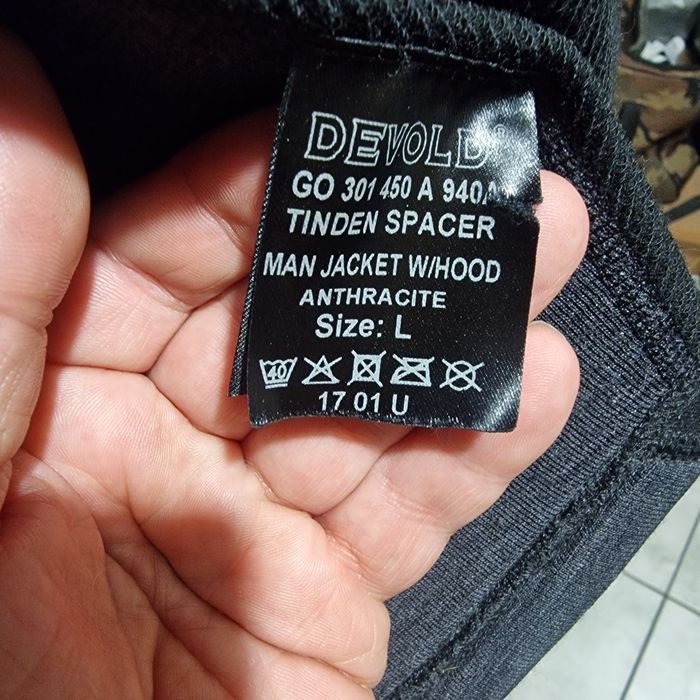 DEVOLD®
GO 301 450 A 940A
TINDEN SPACER
MAN JACKET W/HOOD
ANTHRACITE
Size: L
40
17 01 U